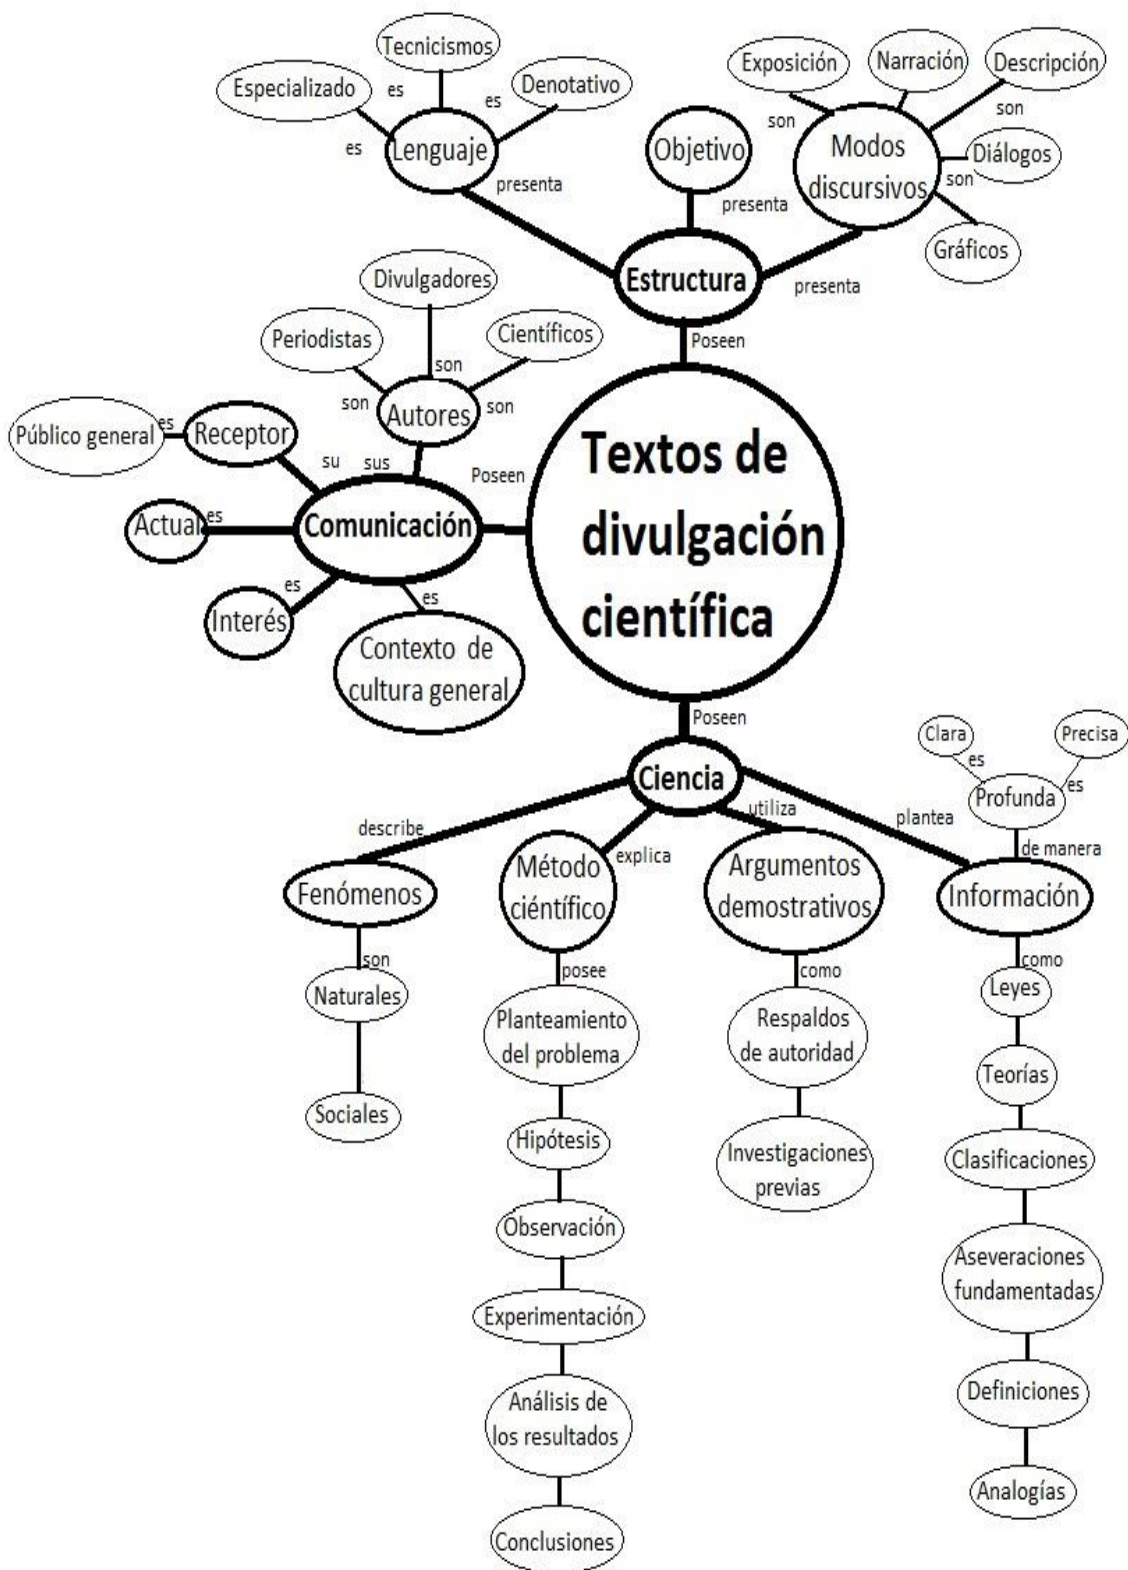 Tecnicismos
Especializado
es
es
Denotativo
es
Lenguaje
presenta
Objetivo
presenta
Exposición
Narración
Descripción
son
son
Modos
discursivos
Diálogos
son
Gráficos
Estructura
presenta
Poseen
Divulgadores
Periodistas
Científicos
son
son
son
Autores
Público general
es
Receptor
su
sus
Poseen
Actual
es
Comunicación
es
Interés
es
Contexto de
cultura general
Textos de
divulgación
científica
Poseen
Ciencia
Clara
es
Precisa
es
Profunda
describe
explica
utiliza
plantea
de manera
Fenómenos
Método
ciéntífico
Argumentos
demostrativos
Información
son
Naturales
Sociales
posee
Planteamiento
del problema
Hipótesis
Observación
Experimentación
Análisis de
los resultados
Conclusiones
como
Respaldos
de autoridad
Investigaciones
previas
como
Leyes
Teorías
Clasificaciones
Aseveraciones
fundamentadas
Definiciones
Analogías